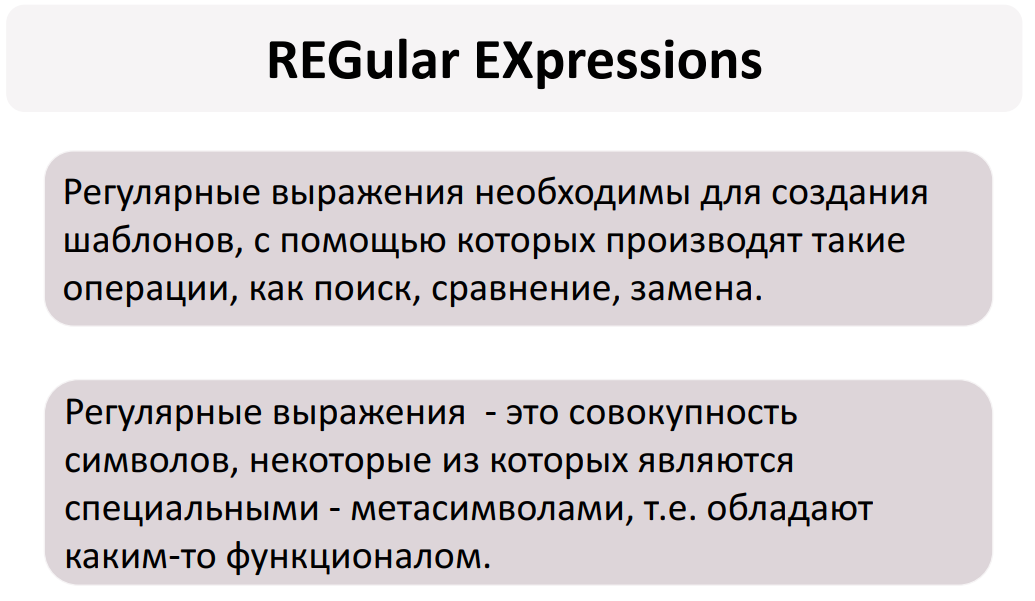 REGular EXpressions
Регулярные выражения необходимы для создания
шаблонов, с помощью которых производят такие
операции, как поиск, сравнение, замена.
Регулярные выражения  - это совокупность
символов, некоторые из которых являются
специальными - метасимволами, т.е. обладают
каким-то функционалом.